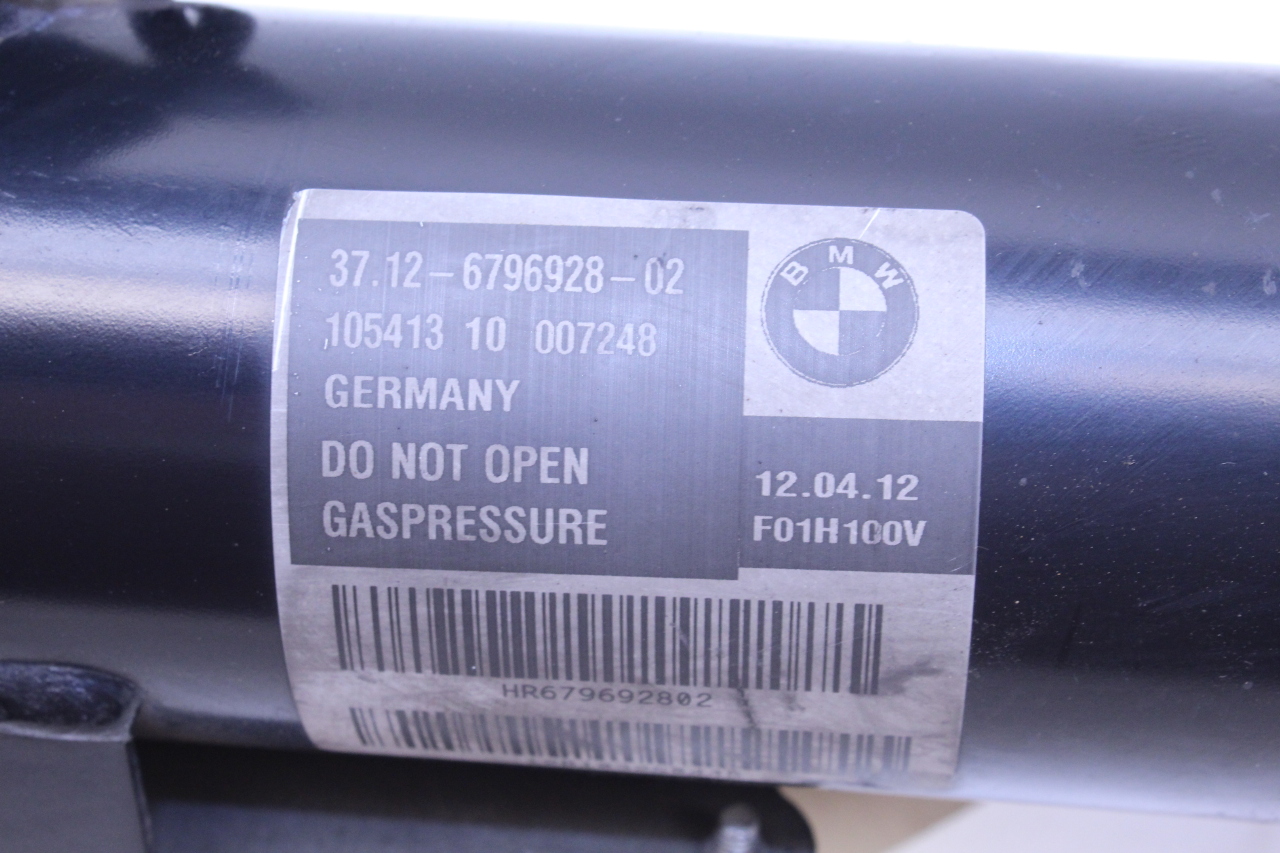 37.12-6796928-02
105413 10 007248
GERMANY
DO NOT OPEN
GASPRESSURE
BMW
12.04.12
F01H100V
HR679692802